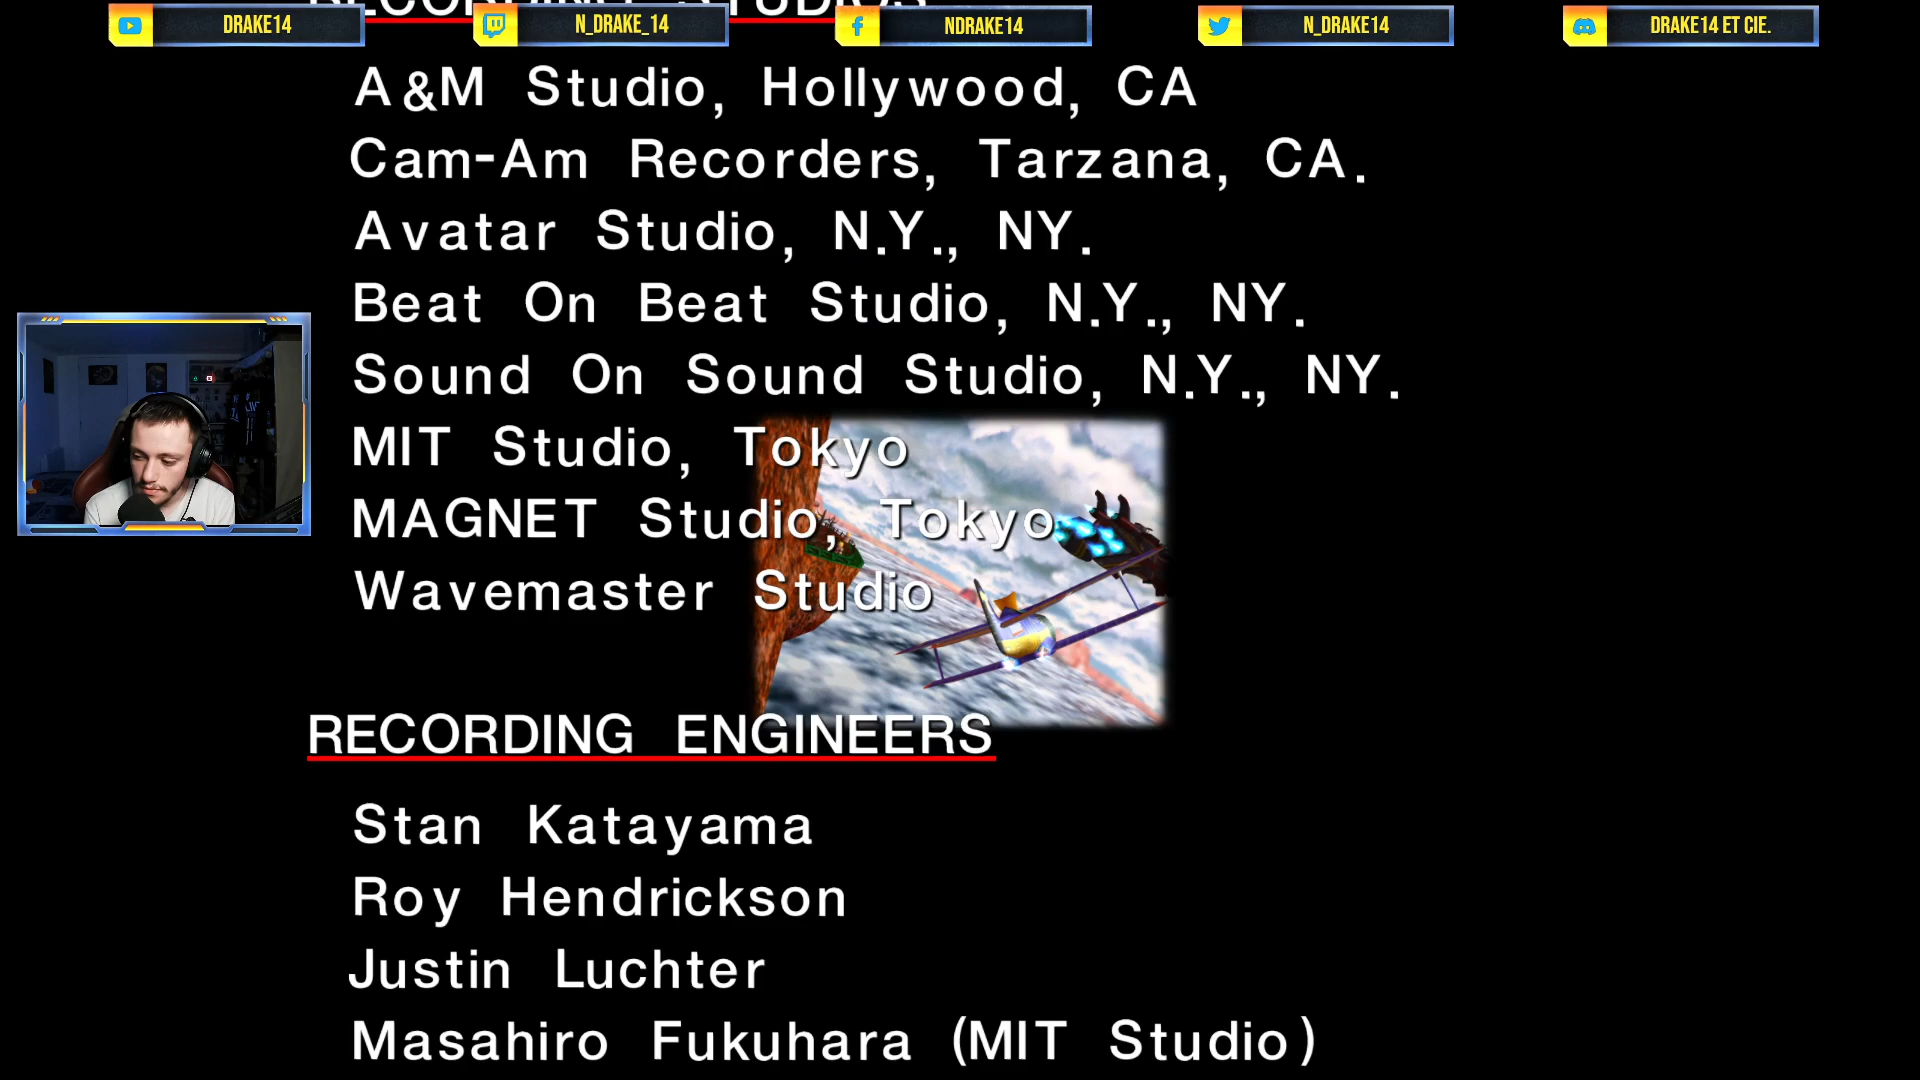 RECORDING STUDIOS
DRAKE14
N_DRAKE_14
NDRAKE14
N_DRAKE14
DRAKE14 ET CIE.
A&M Studio, Hollywood, CA
Cam-Am Recorders, Tarzana, CA.
Avatar Studio, N.Y., NY.
Beat On Beat Studio, N.Y., NY.
Sound On Sound Studio, N.Y., NY.
MIT Studio, Tokyo
MAGNET Studio, Tokyo
Wavemaster Studio
RECORDING ENGINEERS
Stan Katayama
Roy Hendrickson
Justin Luchter
Masahiro Fukuhara (MIT Studio)